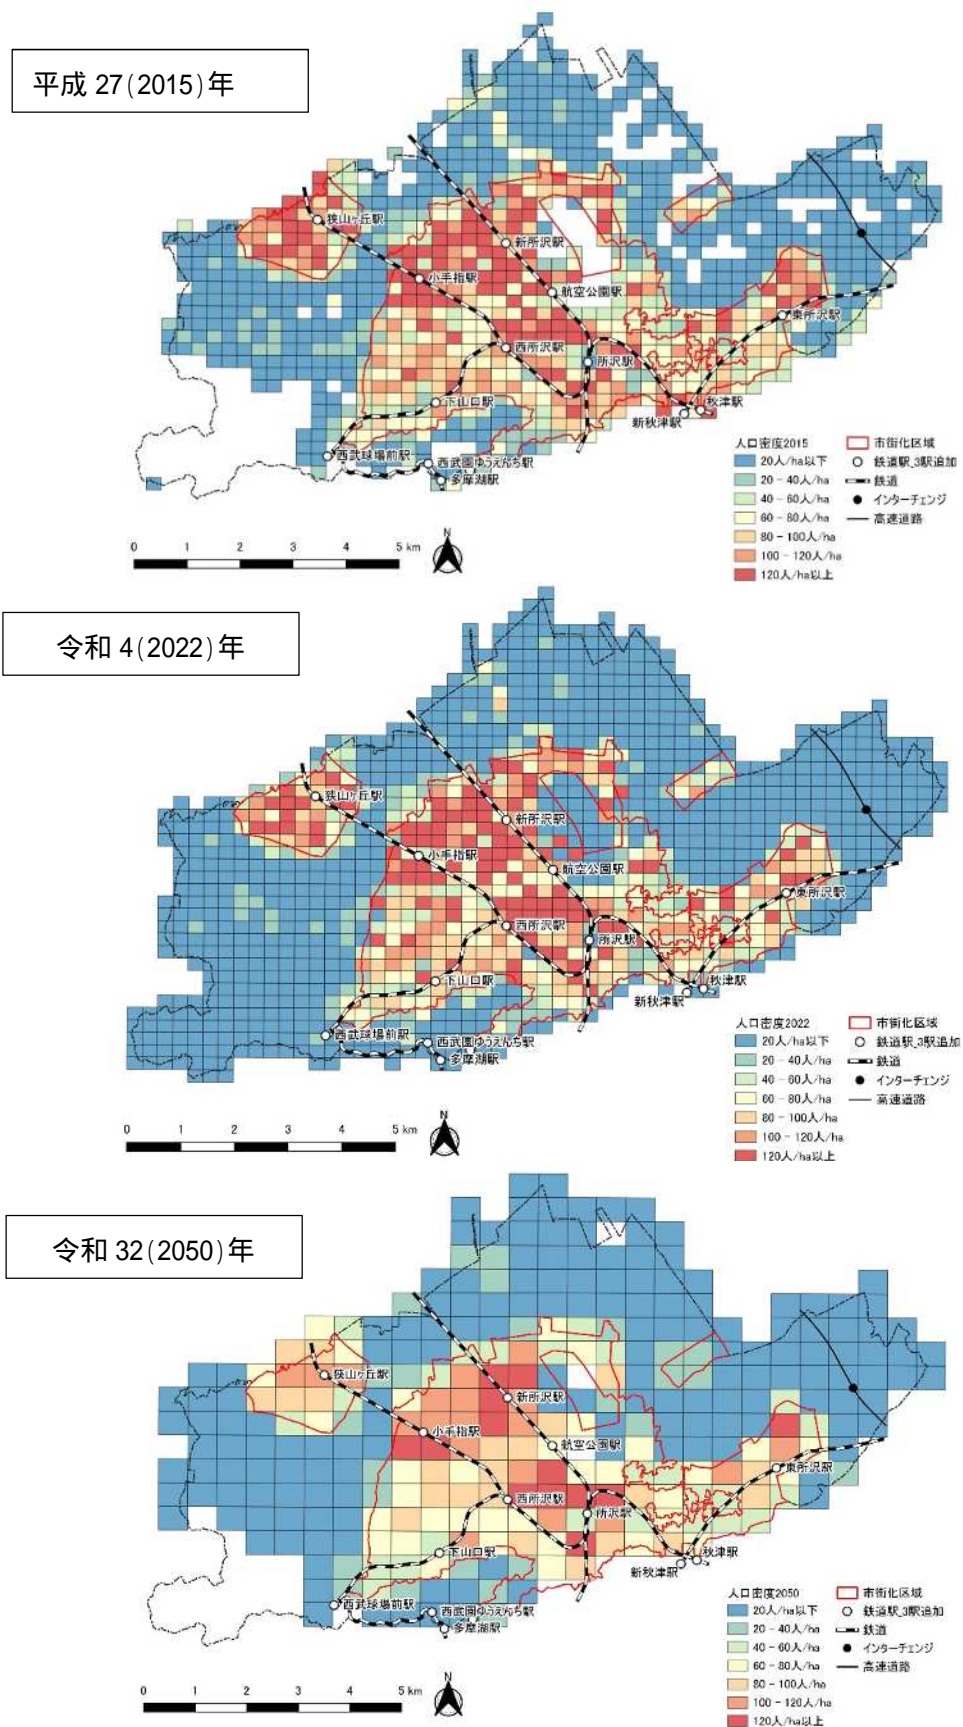 平成 27(2015)年
狭山ヶ丘駅
新所沢駅
小手指駅
航空公園駅
東所沢駅
西所沢駅
所沢駅
下山口駅
秋津駅
新秋津駅
西武球場前駅
西武園ゆうえんち駅
多摩湖駅
人口密度2015
20人/ha以下
20 - 40人/ha
40 - 60人/ha
60 - 80人/ha
80 - 100人/ha
100 - 120人/ha
120人/ha以上
市街化区域
鉄道駅_3駅追加
鉄道
インターチェンジ
高速道路
0 1 2 3 4 5 km
N
令和 4(2022)年
狭山ヶ丘駅
新所沢駅
小手指駅
航空公園駅
東所沢駅
西所沢駅
所沢駅
下山口駅
秋津駅
新秋津駅
西武球場前駅
西武園ゆうえんち駅
多摩湖駅
人口密度2022
20人/ha以下
20 - 40人/ha
40 - 60人/ha
60 - 80人/ha
80 - 100人/ha
100 - 120人/ha
120人/ha以上
市街化区域
鉄道駅_3駅追加
鉄道
インターチェンジ
高速道路
0 1 2 3 4 5 km
N
令和 32(2050)年
狭山ヶ丘駅
新所沢駅
小手指駅
航空公園駅
東所沢駅
西所沢駅
所沢駅
下山口駅
秋津駅
新秋津駅
西武球場前駅
西武園ゆうえんち駅
多摩湖駅
人口密度2050
20人/ha以下
20 - 40人/ha
40 - 60人/ha
60 - 80人/ha
80 - 100人/ha
100 - 120人/ha
120人/ha以上
市街化区域
鉄道駅_3駅追加
鉄道
インターチェンジ
高速道路
0 1 2 3 4 5 km
N